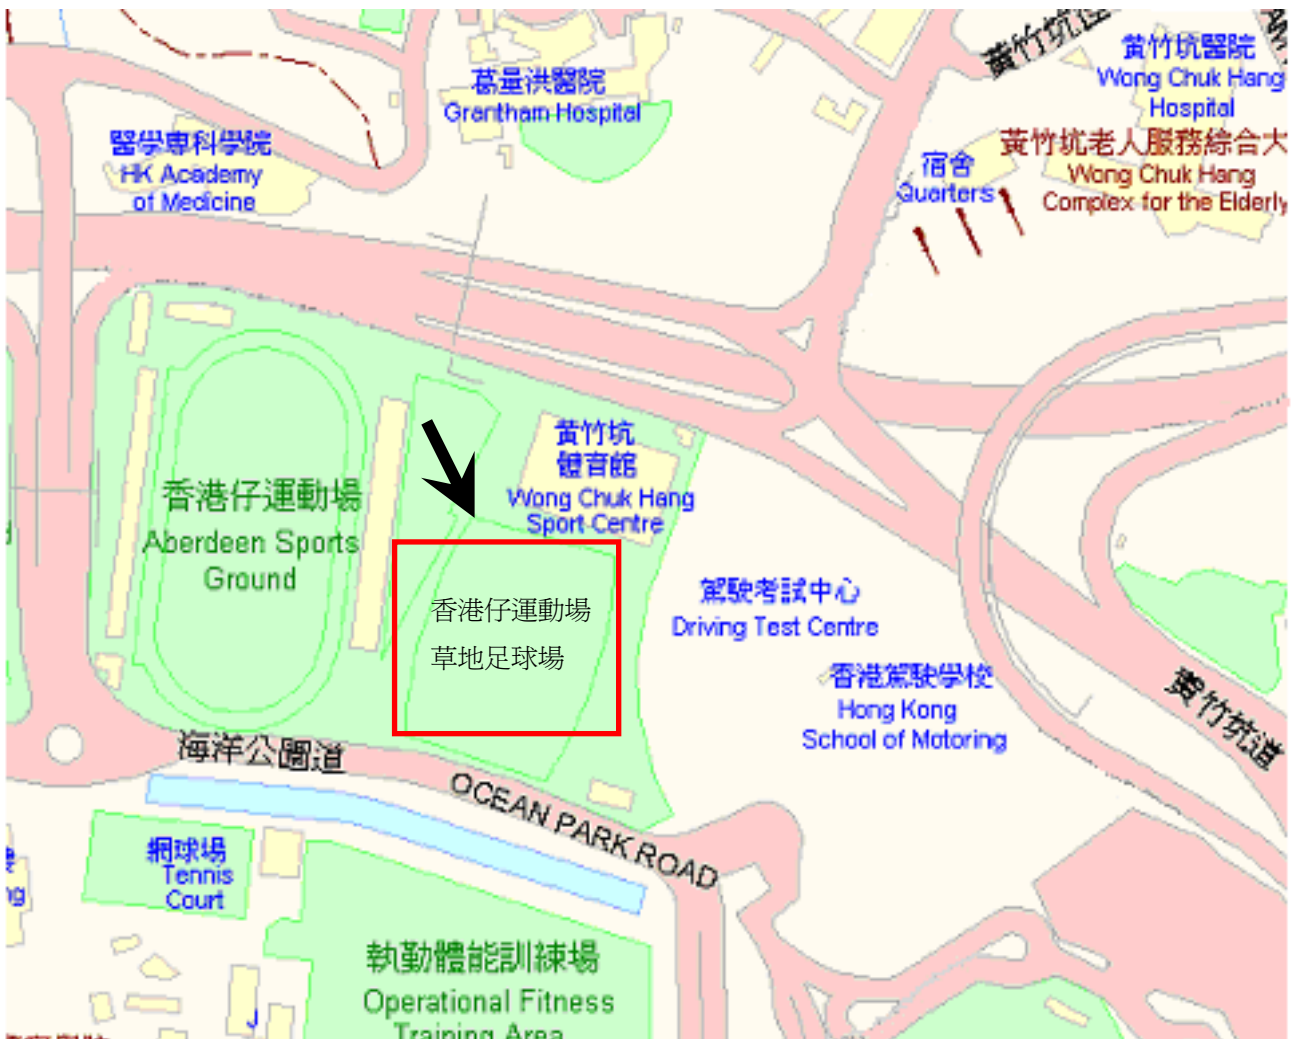 黃竹坑徑
黃竹坑醫院
Wong Chuk Hang
Hospital
葛量洪醫院
Grantham Hospital
醫學專科學院
HK Academy
of Medicine
宿舍
Quarters
黃竹坑老人服務綜合大
Wong Chuk Hang
Complex for the Elderly
黃竹坑
體育館
Wong Chuk Hang
Sport Centre
香港仔運動場
Aberdeen Sports
Ground
香港仔運動場
草地足球場
駕駛考試中心
Driving Test Centre
香港駕駛學校
Hong Kong
School of Motoring
黃竹坑道
海洋公園道
OCEAN PARK ROAD
網球場
Tennis
Court
執勤體能訓練場
Operational Fitness
Training Area